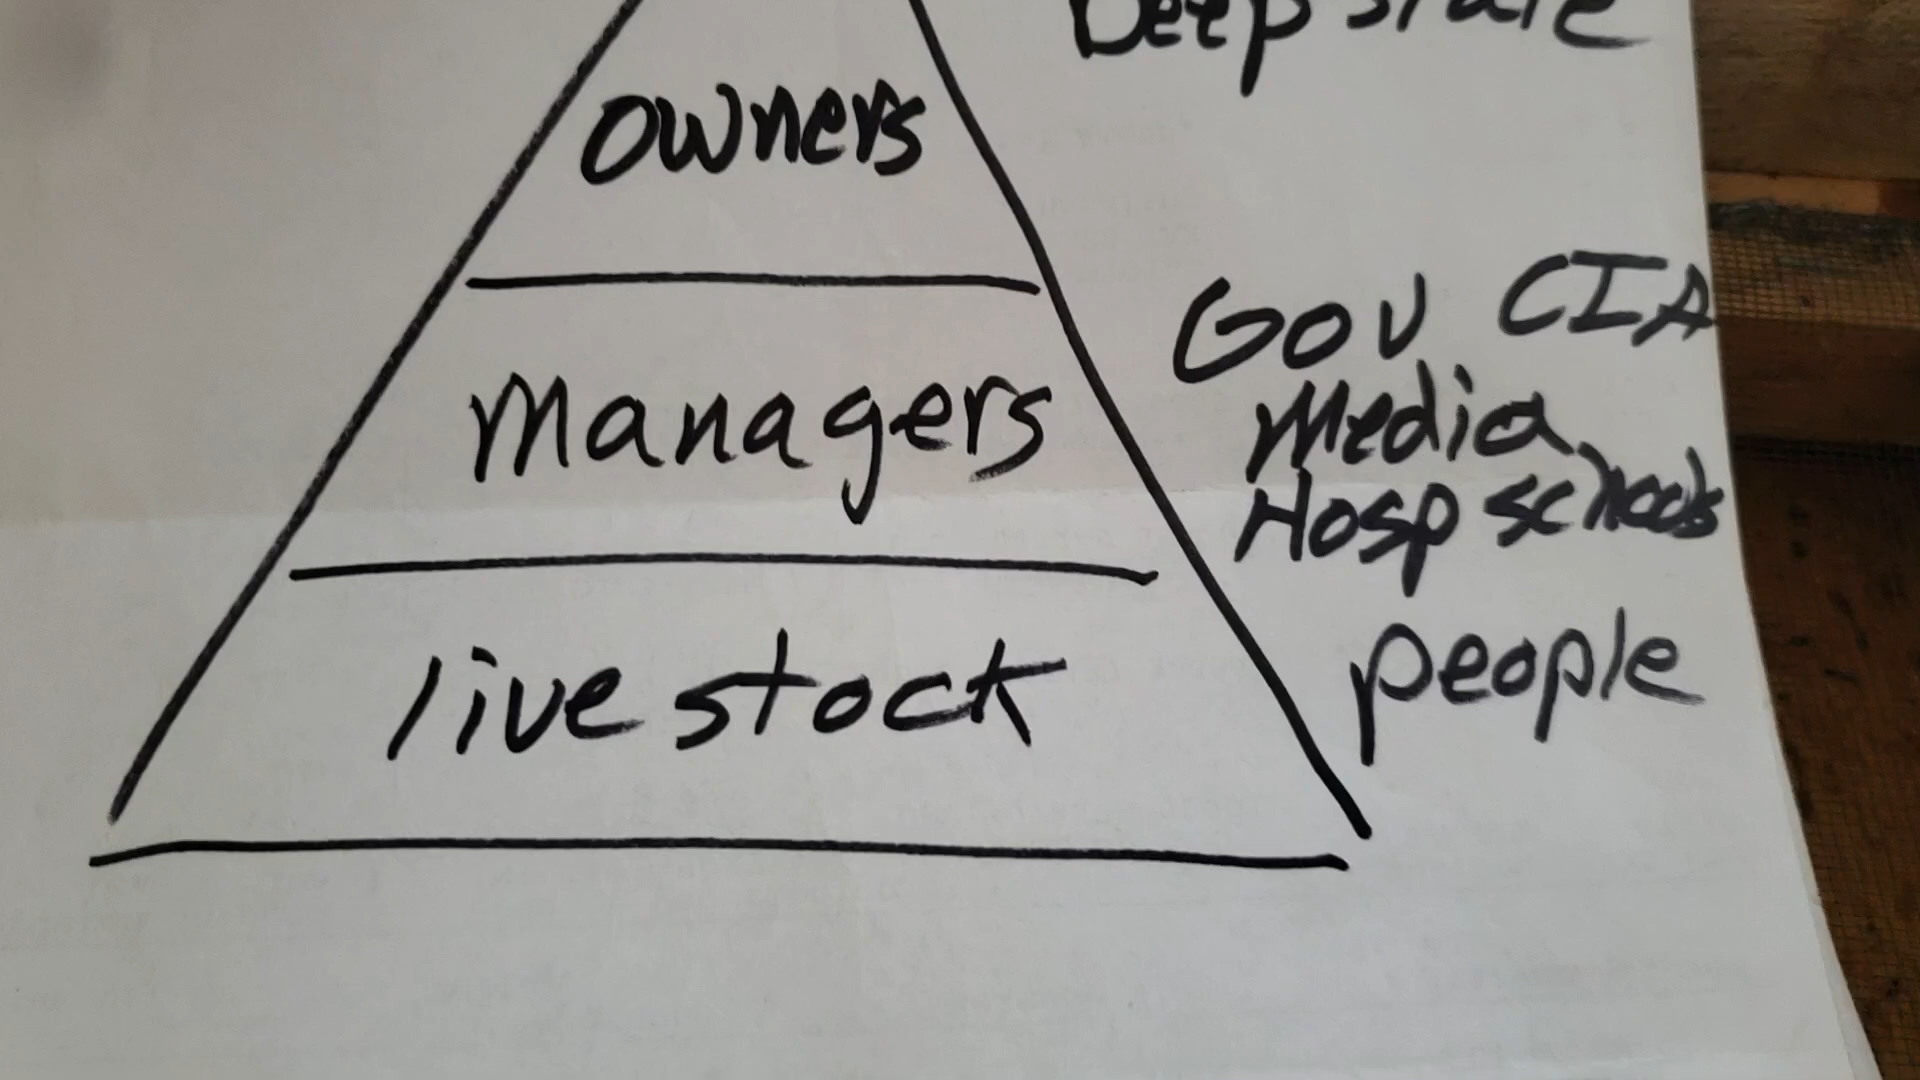 Deep state
owners
Gov CIA
managers
Media
Hosp schools
people
live stock